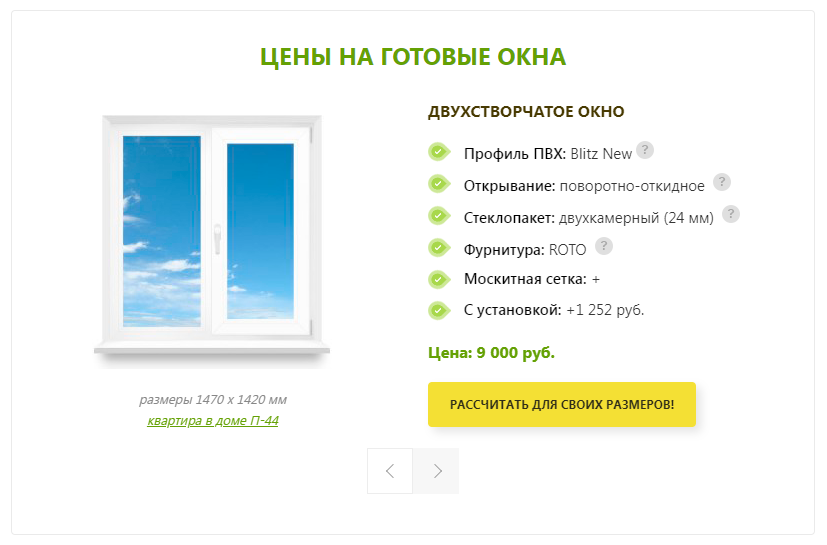 ЦЕНЫ НА ГОТОВЫЕ ОКНА
ДВУХСТВОРЧАТОЕ ОКНО
Профиль ПВХ: Blitz New ?
Открывание: поворотно-откидное ?
Стеклопакет: двухкамерный (24 мм) ?
Фурнитура: ROTO ?
Москитная сетка: +
С установкой: +1 252 руб.
Цена: 9 000 руб.
РАССЧИТАТЬ ДЛЯ СВОИХ РАЗМЕРОВ!
размеры 1470 x 1420 мм
квартира в доме П-44